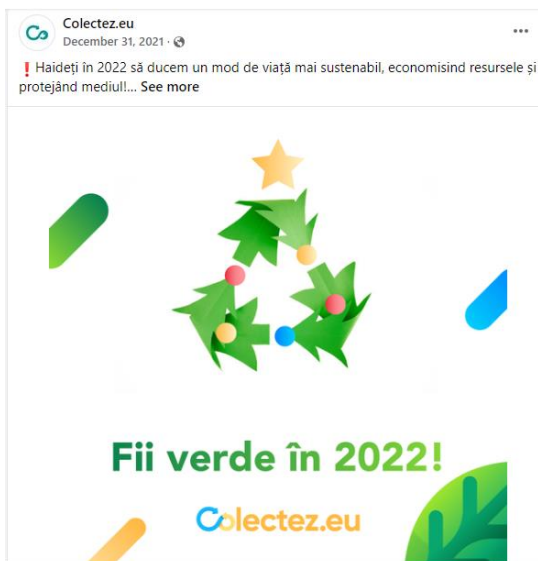 Colectez.eu
December 31, 2021 ·
❗ Haideți în 2022 să ducem un mod de viață mai sustenabil, economisind resursele și
protejând mediul!... See more
Fii verde în 2022!
Colectez.eu